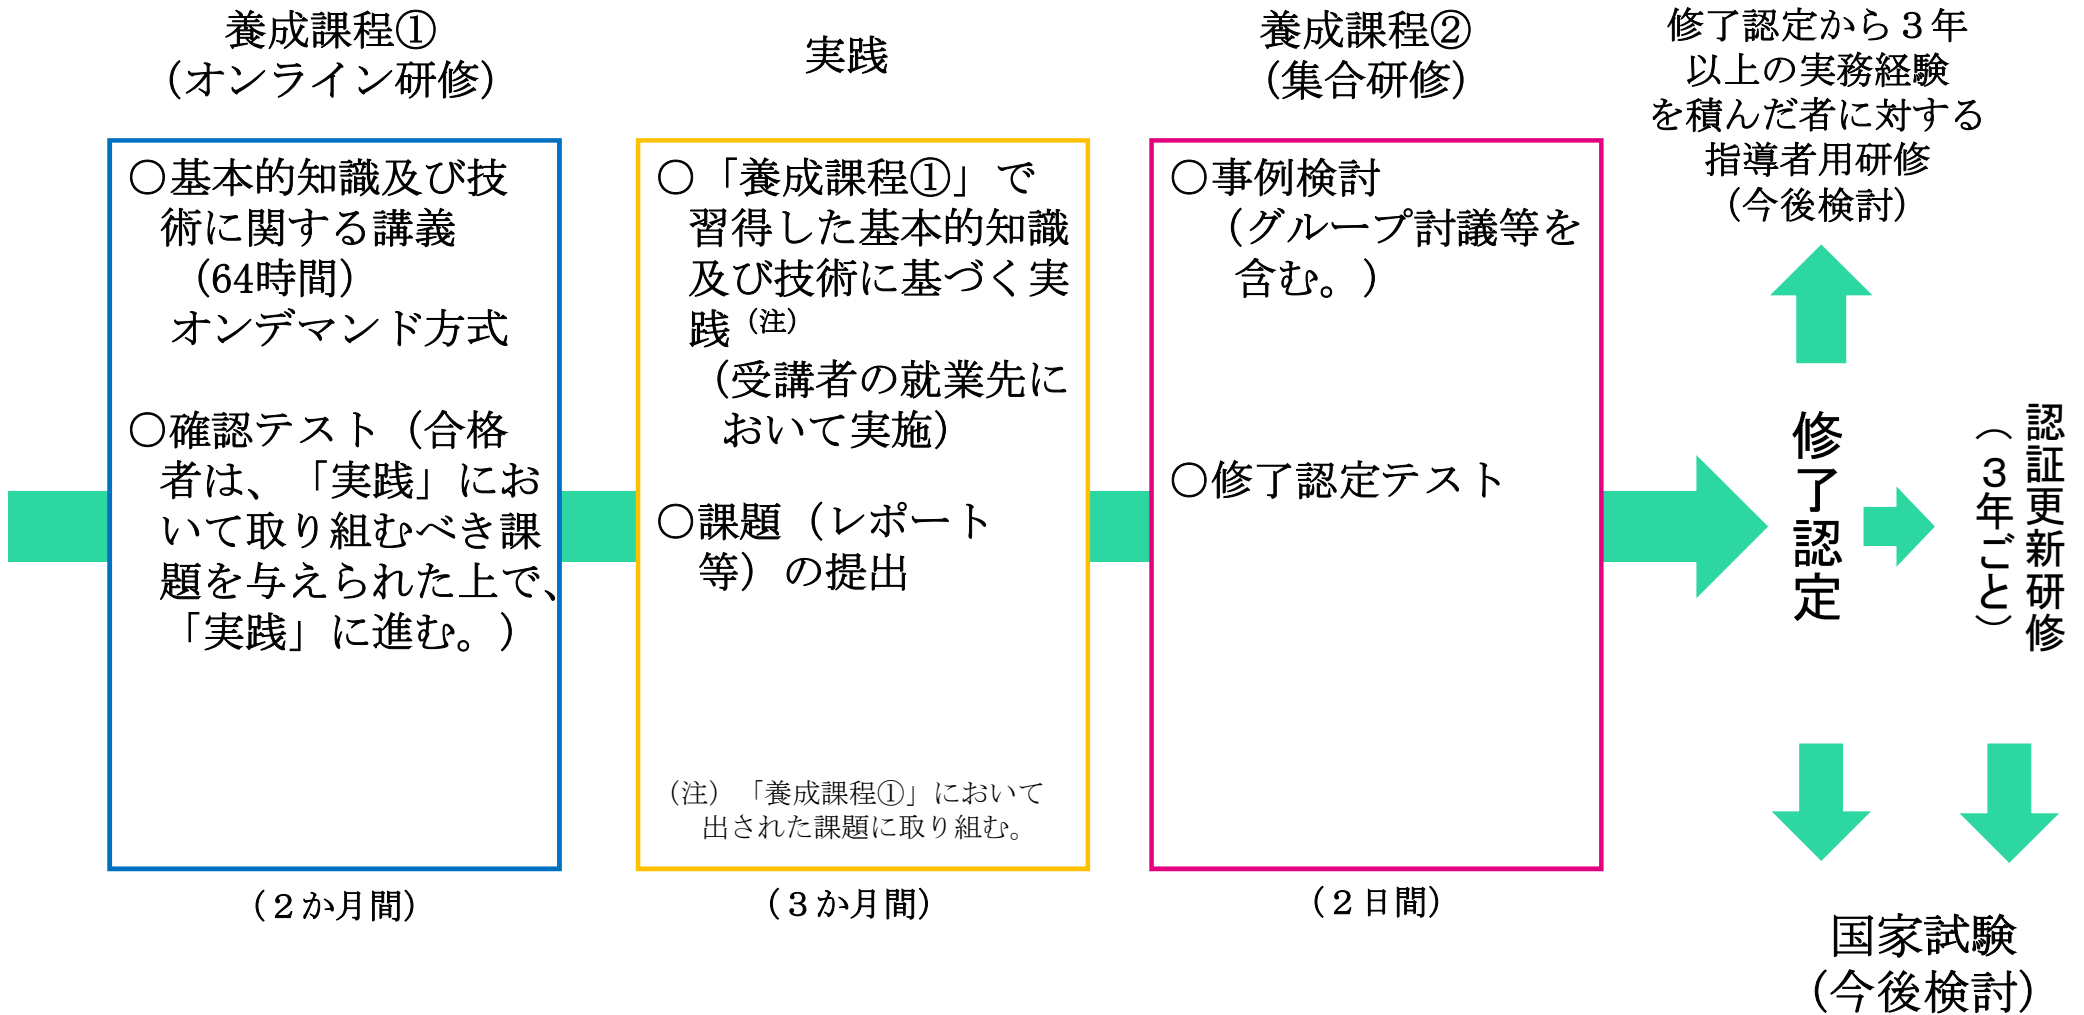 養成課程①
（オンライン研修）
〇基本的知識及び技
術に関する講義
（64時間）
オンデマンド方式
〇確認テスト（合格
者は、「実践」にお
いて取り組むべき課
題を与えられた上で、
「実践」に進む。）
（２か月間）
実践
〇「養成課程①」で
習得した基本的知識
及び技術に基づく実
践（注）
（受講者の就業先に
おいて実施）
〇課題（レポート
等）の提出
（注）「養成課程①」において
出された課題に取り組む。
（３か月間）
養成課程②
（集合研修）
〇事例検討
（グループ討議等を
含む。）
〇修了認定テスト
（２日間）
修了認定から３年
以上の実務経験
を積んだ者に対する
指導者用研修
（今後検討）
修了認定
認証更新研修
（３年ごと）
国家試験
（今後検討）